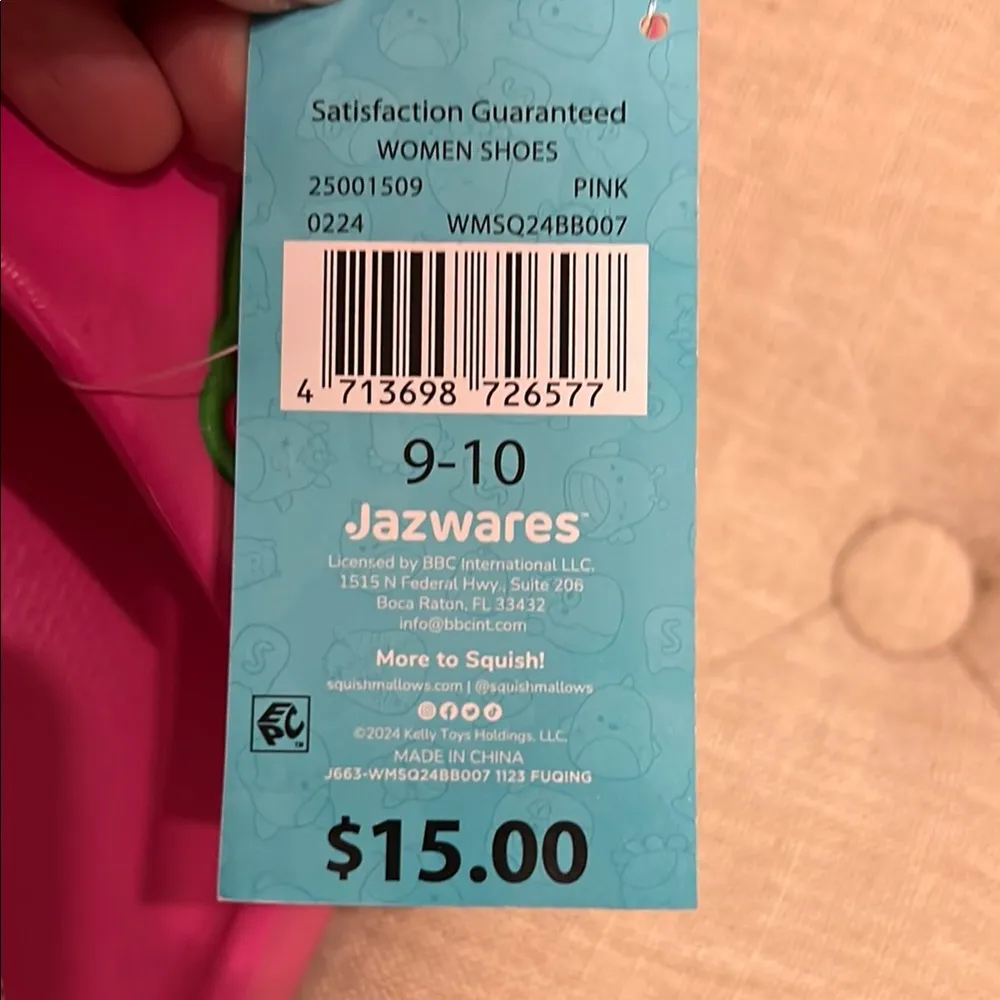 Satisfaction Guaranteed
WOMEN SHOES
25001509 PINK
0224 WMSQ24BB007
4 713698 726577
9-10
Jazwares™
Licensed by BBC International LLC.
1515 N Federal Hwy., Suite 206
Boca Raton, FL 33432
info@bbcint.com
More to Squish!
squishmallows.com | @squishmallows
©2024 Kelly Toys Holdings, LLC.
EPC™
MADE IN CHINA
J663-WMSQ24BB007 1123 FUQING
$15.00